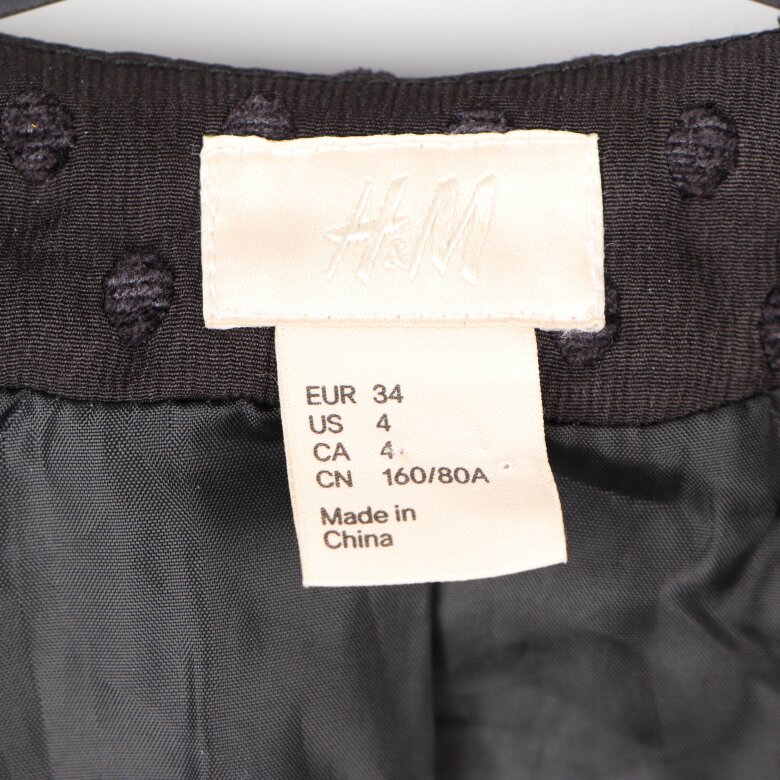 H&M
EUR 34
US 4
CA 4
CN 160/80A
Made in
China